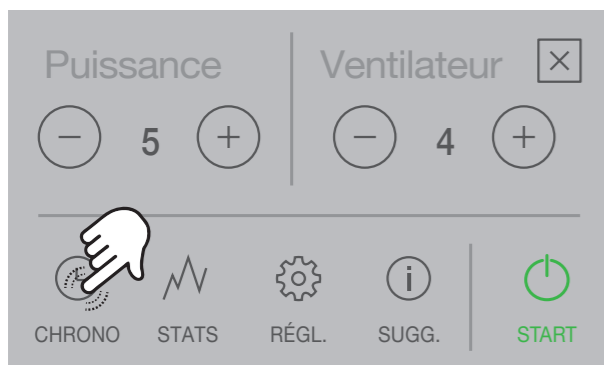 Puissance
Ventilateur
5
4
CHRONO
STATS
RÉGL.
SUGG.
START